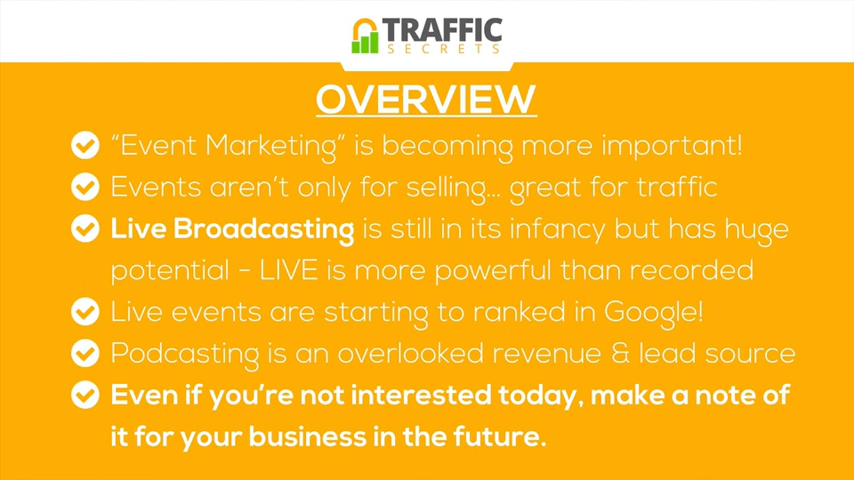 TRAFFIC
SECRETS
OVERVIEW
“Event Marketing” is becoming more important!
Events aren’t only for selling... great for traffic
Live Broadcasting is still in its infancy but has huge
potential - LIVE is more powerful than recorded
Live events are starting to ranked in Google!
Podcasting is an overlooked revenue & lead source
Even if you’re not interested today, make a note of
it for your business in the future.